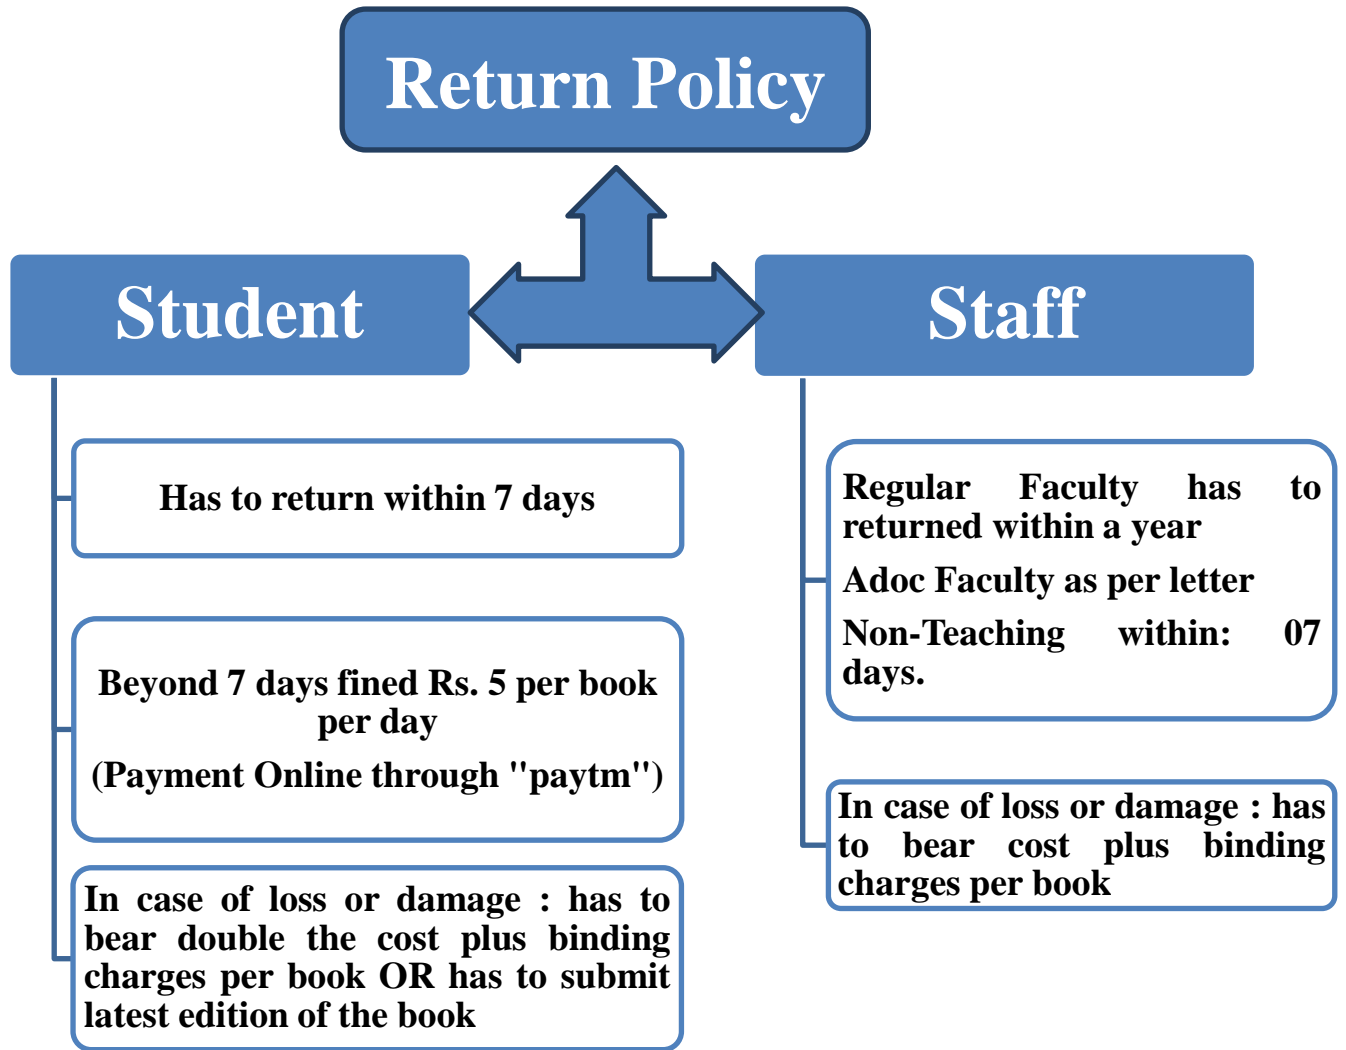 Return Policy
Student
Has to return within 7 days
Beyond 7 days fined Rs. 5 per book
per day
(Payment Online through "paytm")
In case of loss or damage : has to
bear double the cost plus binding
charges per book OR has to submit
latest edition of the book
Staff
Regular Faculty has to
returned within a year
Adoc Faculty as per letter
Non-Teaching within: 07
days.
In case of loss or damage : has
to bear cost plus binding
charges per book